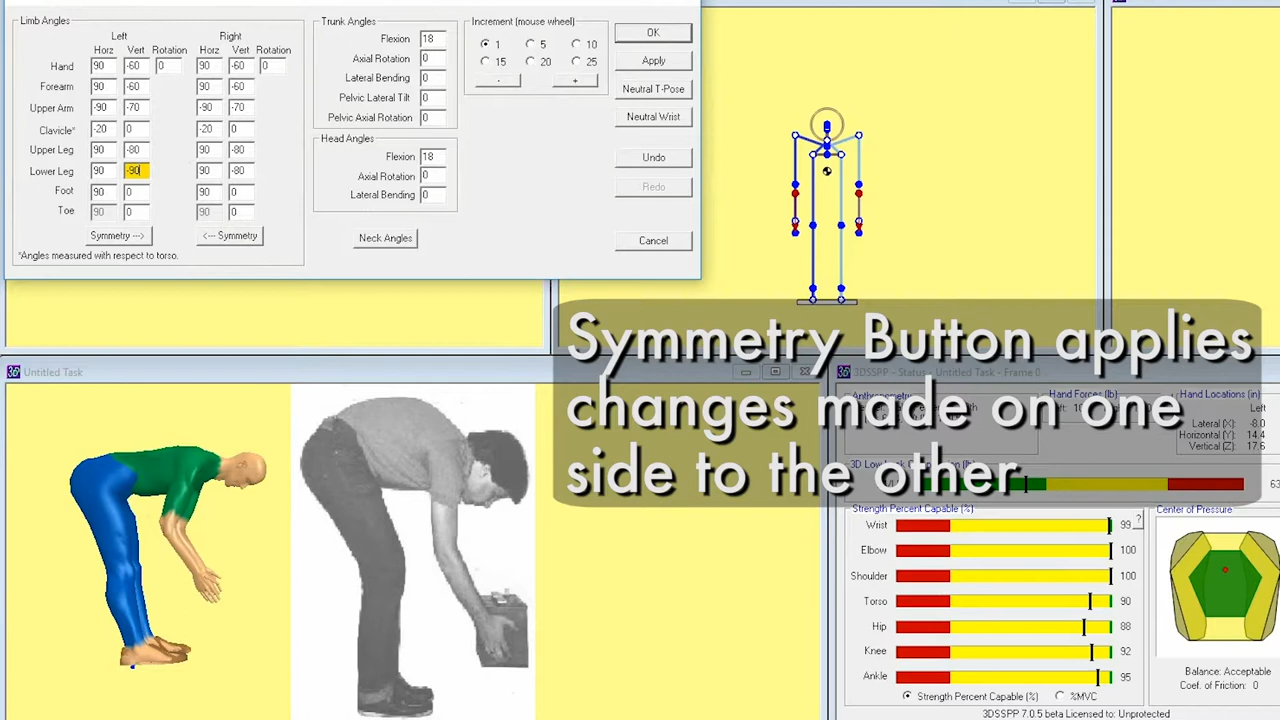 Limb Angles
Left Right
Horz Vert Rotation Horz Vert Rotation
Hand 90 -60 0 90 -60 0
Forearm 90 -60 90 -60
Upper Arm -90 -70 -90 -70
Clavicle* -20 0 -20 0
Upper Leg 90 -80 90 -80
Lower Leg 90 90 -80
Foot 90 0 90 0
Toe 90 0 90 0
Symmetry ---> <--- Symmetry
*Angles measured with respect to torso.
Trunk Angles
Flexion 18
Axial Rotation 0
Lateral Bending 0
Pelvic Lateral Tilt 0
Pelvic Axial Rotation 0
Head Angles
Flexion 18
Axial Rotation 0
Lateral Bending 0
Neck Angles
Increment (mouse wheel)
1 5 10
15 20 25
- +
OK
Apply
Neutral T-Pose
Neutral Wrist
Undo
Redo
Cancel
Symmetry Button applies
changes made on one
side to the other
Untitled Task
3DSSPP - Status - Untitled Task - Frame 0
Hand Forces (lb)
Hand Locations (in)
Left
Lateral (X): -8.0
Horizontal (Y): 14.4
Vertical (Z): 17.6
Strength Percent Capable (%)
Wrist 99
?
Elbow 100
Shoulder 100
Torso 90
Hip 88
Knee 92
Ankle 95
Strength Percent Capable (%) %MVC
Center of Pressure
Balance: Acceptable
Coef. of Friction: 0
3DSSPP 7.0.5 beta Licensed to: Unprotected